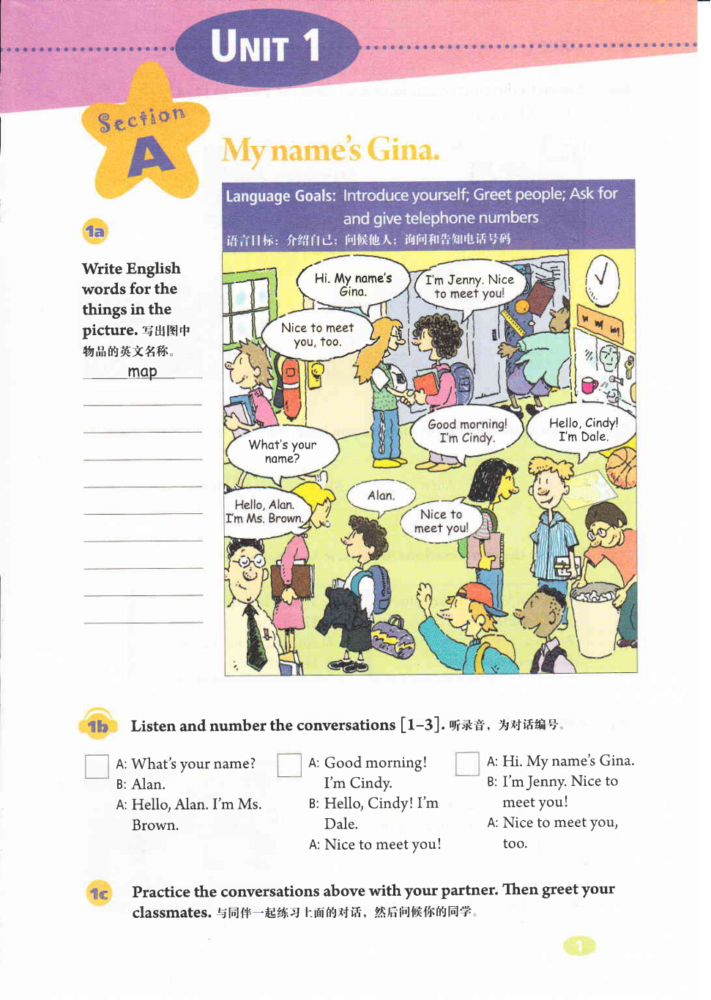 UNIT 1
Section
A
My name's Gina.
Language Goals: Introduce yourself; Greet people; Ask for
and give telephone numbers
语言目标：介绍自己；问候他人；询问和告知电话号码
1a
Write English
words for the
things in the
picture. 写出图中
物品的英文名称。
map
Hi. My name's
Gina.
I'm Jenny. Nice
to meet you!
Nice to meet
you, too.
Good morning!
I'm Cindy.
Hello, Cindy!
I'm Dale.
What's your
name?
Alan.
Hello, Alan.
I'm Ms. Brown.
Nice to
meet you!
1b
Listen and number the conversations [1–3]. 听录音，为对话编号。
A: What's your name?
B: Alan.
A: Hello, Alan. I'm Ms.
Brown.
A: Good morning!
I'm Cindy.
B: Hello, Cindy! I'm
Dale.
A: Nice to meet you!
A: Hi. My name's Gina.
B: I'm Jenny. Nice to
meet you!
A: Nice to meet you,
too.
1c
Practice the conversations above with your partner. Then greet your
classmates. 与同伴一起练习上面的对话，然后问候你的同学。
1